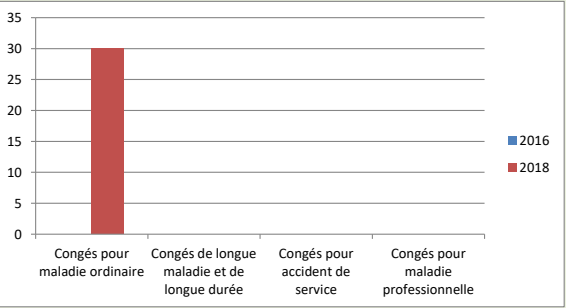 35
30
25
20
15
10
5
0
Congés pour
maladie ordinaire
Congés de longue
maladie et de
longue durée
Congés pour
accident de
service
Congés pour
maladie
professionnelle
2016
2018